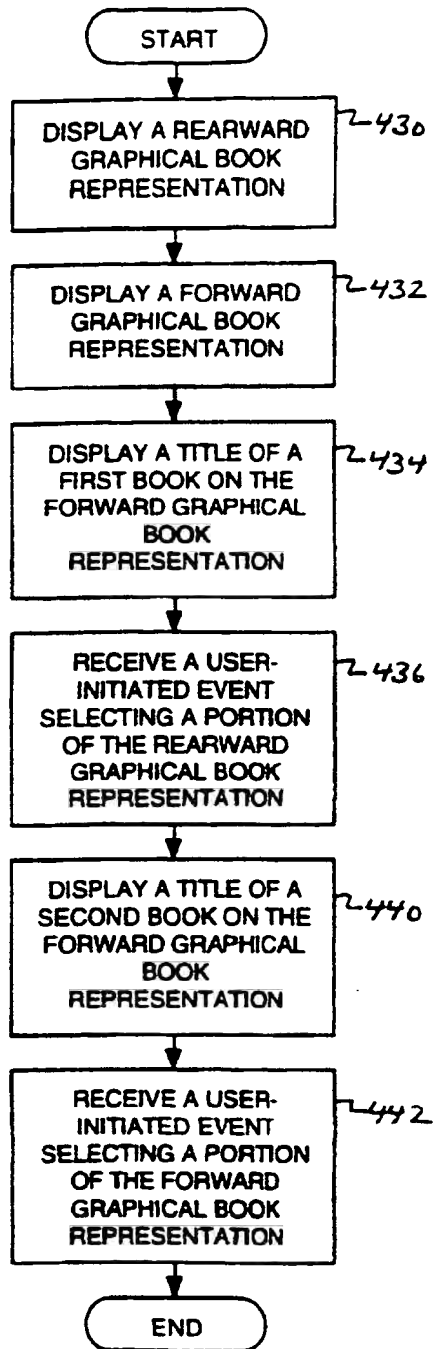 START
DISPLAY A REARWARD
GRAPHICAL BOOK
REPRESENTATION
430
DISPLAY A FORWARD
GRAPHICAL BOOK
REPRESENTATION
432
DISPLAY A TITLE OF A
FIRST BOOK ON THE
FORWARD GRAPHICAL
BOOK
REPRESENTATION
434
RECEIVE A USER-
INITIATED EVENT
SELECTING A PORTION
OF THE REARWARD
GRAPHICAL BOOK
REPRESENTATION
436
DISPLAY A TITLE OF A
SECOND BOOK ON THE
FORWARD GRAPHICAL
BOOK
REPRESENTATION
440
RECEIVE A USER-
INITIATED EVENT
SELECTING A PORTION
OF THE FORWARD
GRAPHICAL BOOK
REPRESENTATION
442
END